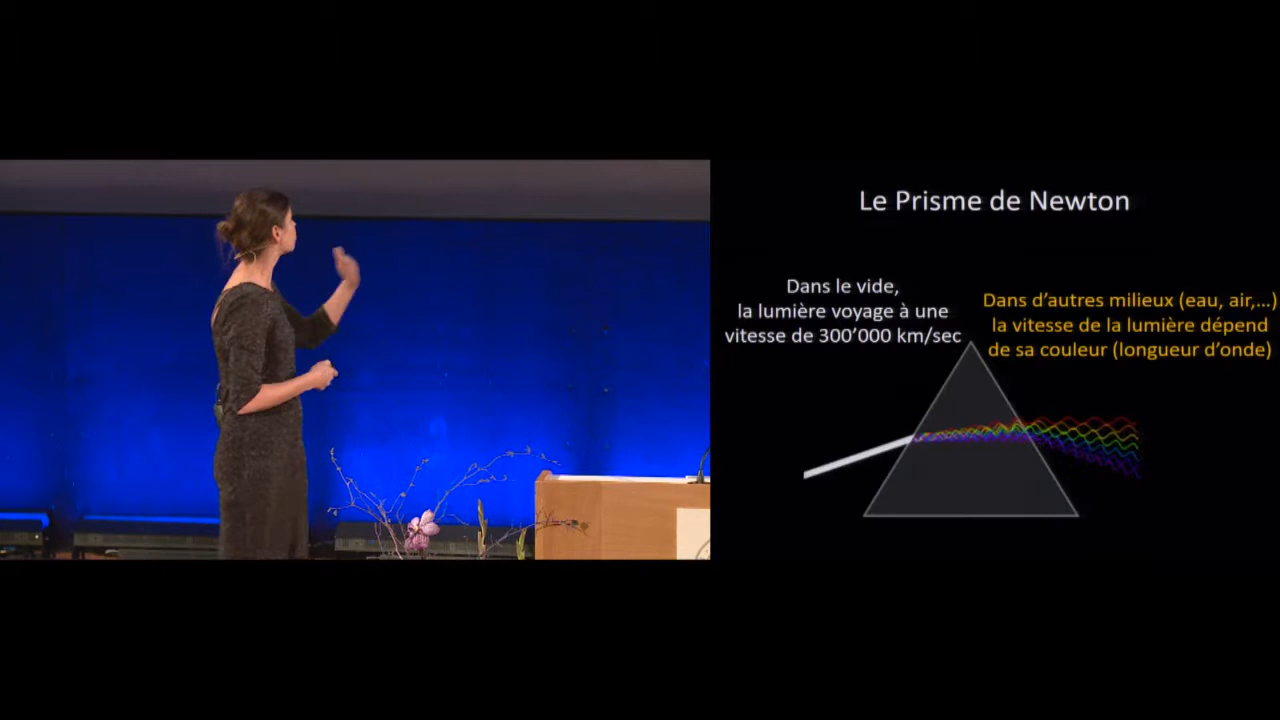 Le Prisme de Newton
Dans le vide,
la lumière voyage à une
vitesse de 300’000 km/sec
Dans d’autres milieux (eau, air,...)
la vitesse de la lumière dépend
de sa couleur (longueur d’onde)